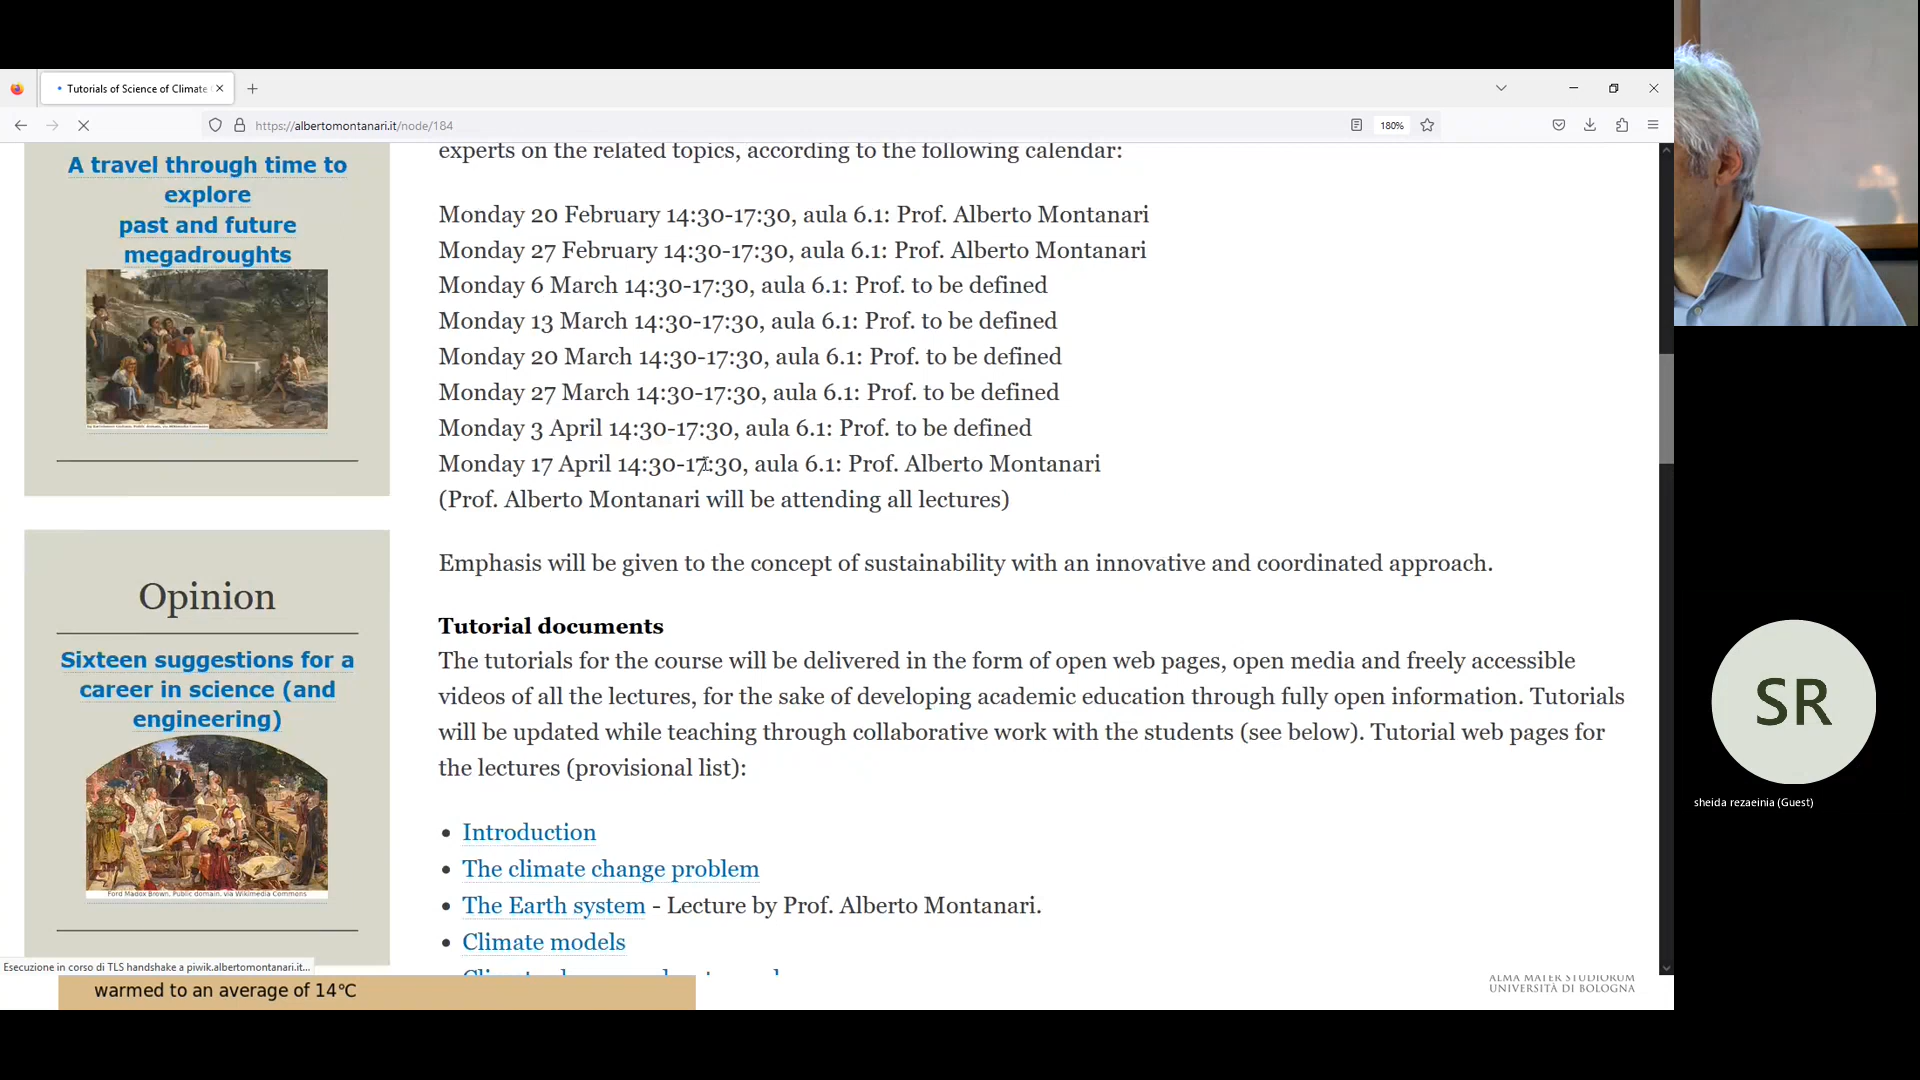 Tutorials of Science of Climate
https://albertomontanari.it/node/184
180%
A travel through time to
explore
past and future
megadroughts
Opinion
Sixteen suggestions for a
career in science (and
engineering)
Ford Madox Brown, Public domain, via Wikimedia Commons
experts on the related topics, according to the following calendar:
Monday 20 February 14:30-17:30, aula 6.1: Prof. Alberto Montanari
Monday 27 February 14:30-17:30, aula 6.1: Prof. Alberto Montanari
Monday 6 March 14:30-17:30, aula 6.1: Prof. to be defined
Monday 13 March 14:30-17:30, aula 6.1: Prof. to be defined
Monday 20 March 14:30-17:30, aula 6.1: Prof. to be defined
Monday 27 March 14:30-17:30, aula 6.1: Prof. to be defined
Monday 3 April 14:30-17:30, aula 6.1: Prof. to be defined
Monday 17 April 14:30-17:30, aula 6.1: Prof. Alberto Montanari
(Prof. Alberto Montanari will be attending all lectures)
Emphasis will be given to the concept of sustainability with an innovative and coordinated approach.
Tutorial documents
The tutorials for the course will be delivered in the form of open web pages, open media and freely accessible
videos of all the lectures, for the sake of developing academic education through fully open information. Tutorials
will be updated while teaching through collaborative work with the students (see below). Tutorial web pages for
the lectures (provisional list):
• Introduction
• The climate change problem
• The Earth system - Lecture by Prof. Alberto Montanari.
• Climate models
Esecuzione in corso di TLS handshake a piwik.albertomontanari.it...
warmed to an average of 14°C
ALMA MATER STUDIORUM
UNIVERSITÀ DI BOLOGNA
SR
sheida rezaeinia (Guest)